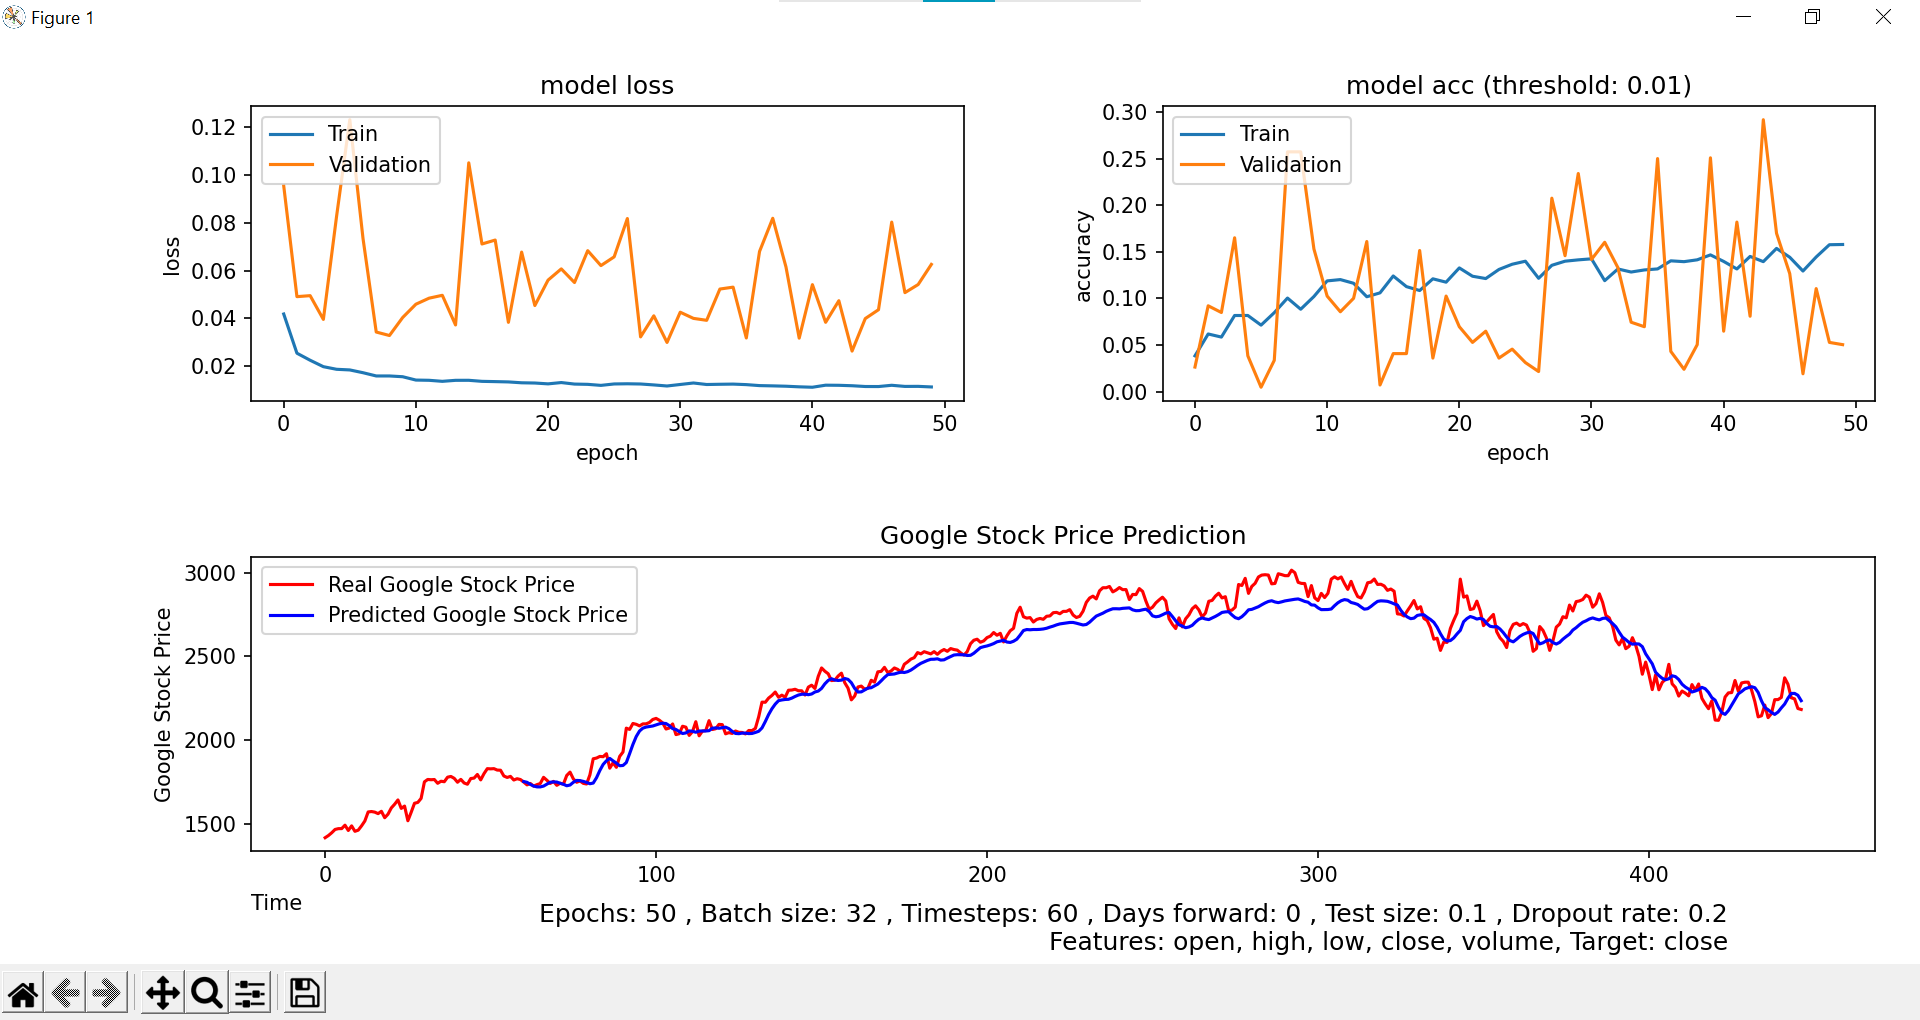 Figure 1
model loss
Train
Validation
0.12
0.10
0.08
0.06
0.04
0.02
loss
0 10 20 30 40 50
epoch
model acc (threshold: 0.01)
Train
Validation
0.30
0.25
0.20
0.15
0.10
0.05
0.00
accuracy
0 10 20 30 40 50
epoch
Google Stock Price Prediction
Real Google Stock Price
Predicted Google Stock Price
3000
2500
2000
1500
Google Stock Price
0 100 200 300 400
Time
Epochs: 50 , Batch size: 32 , Timesteps: 60 , Days forward: 0 , Test size: 0.1 , Dropout rate: 0.2
Features: open, high, low, close, volume, Target: close